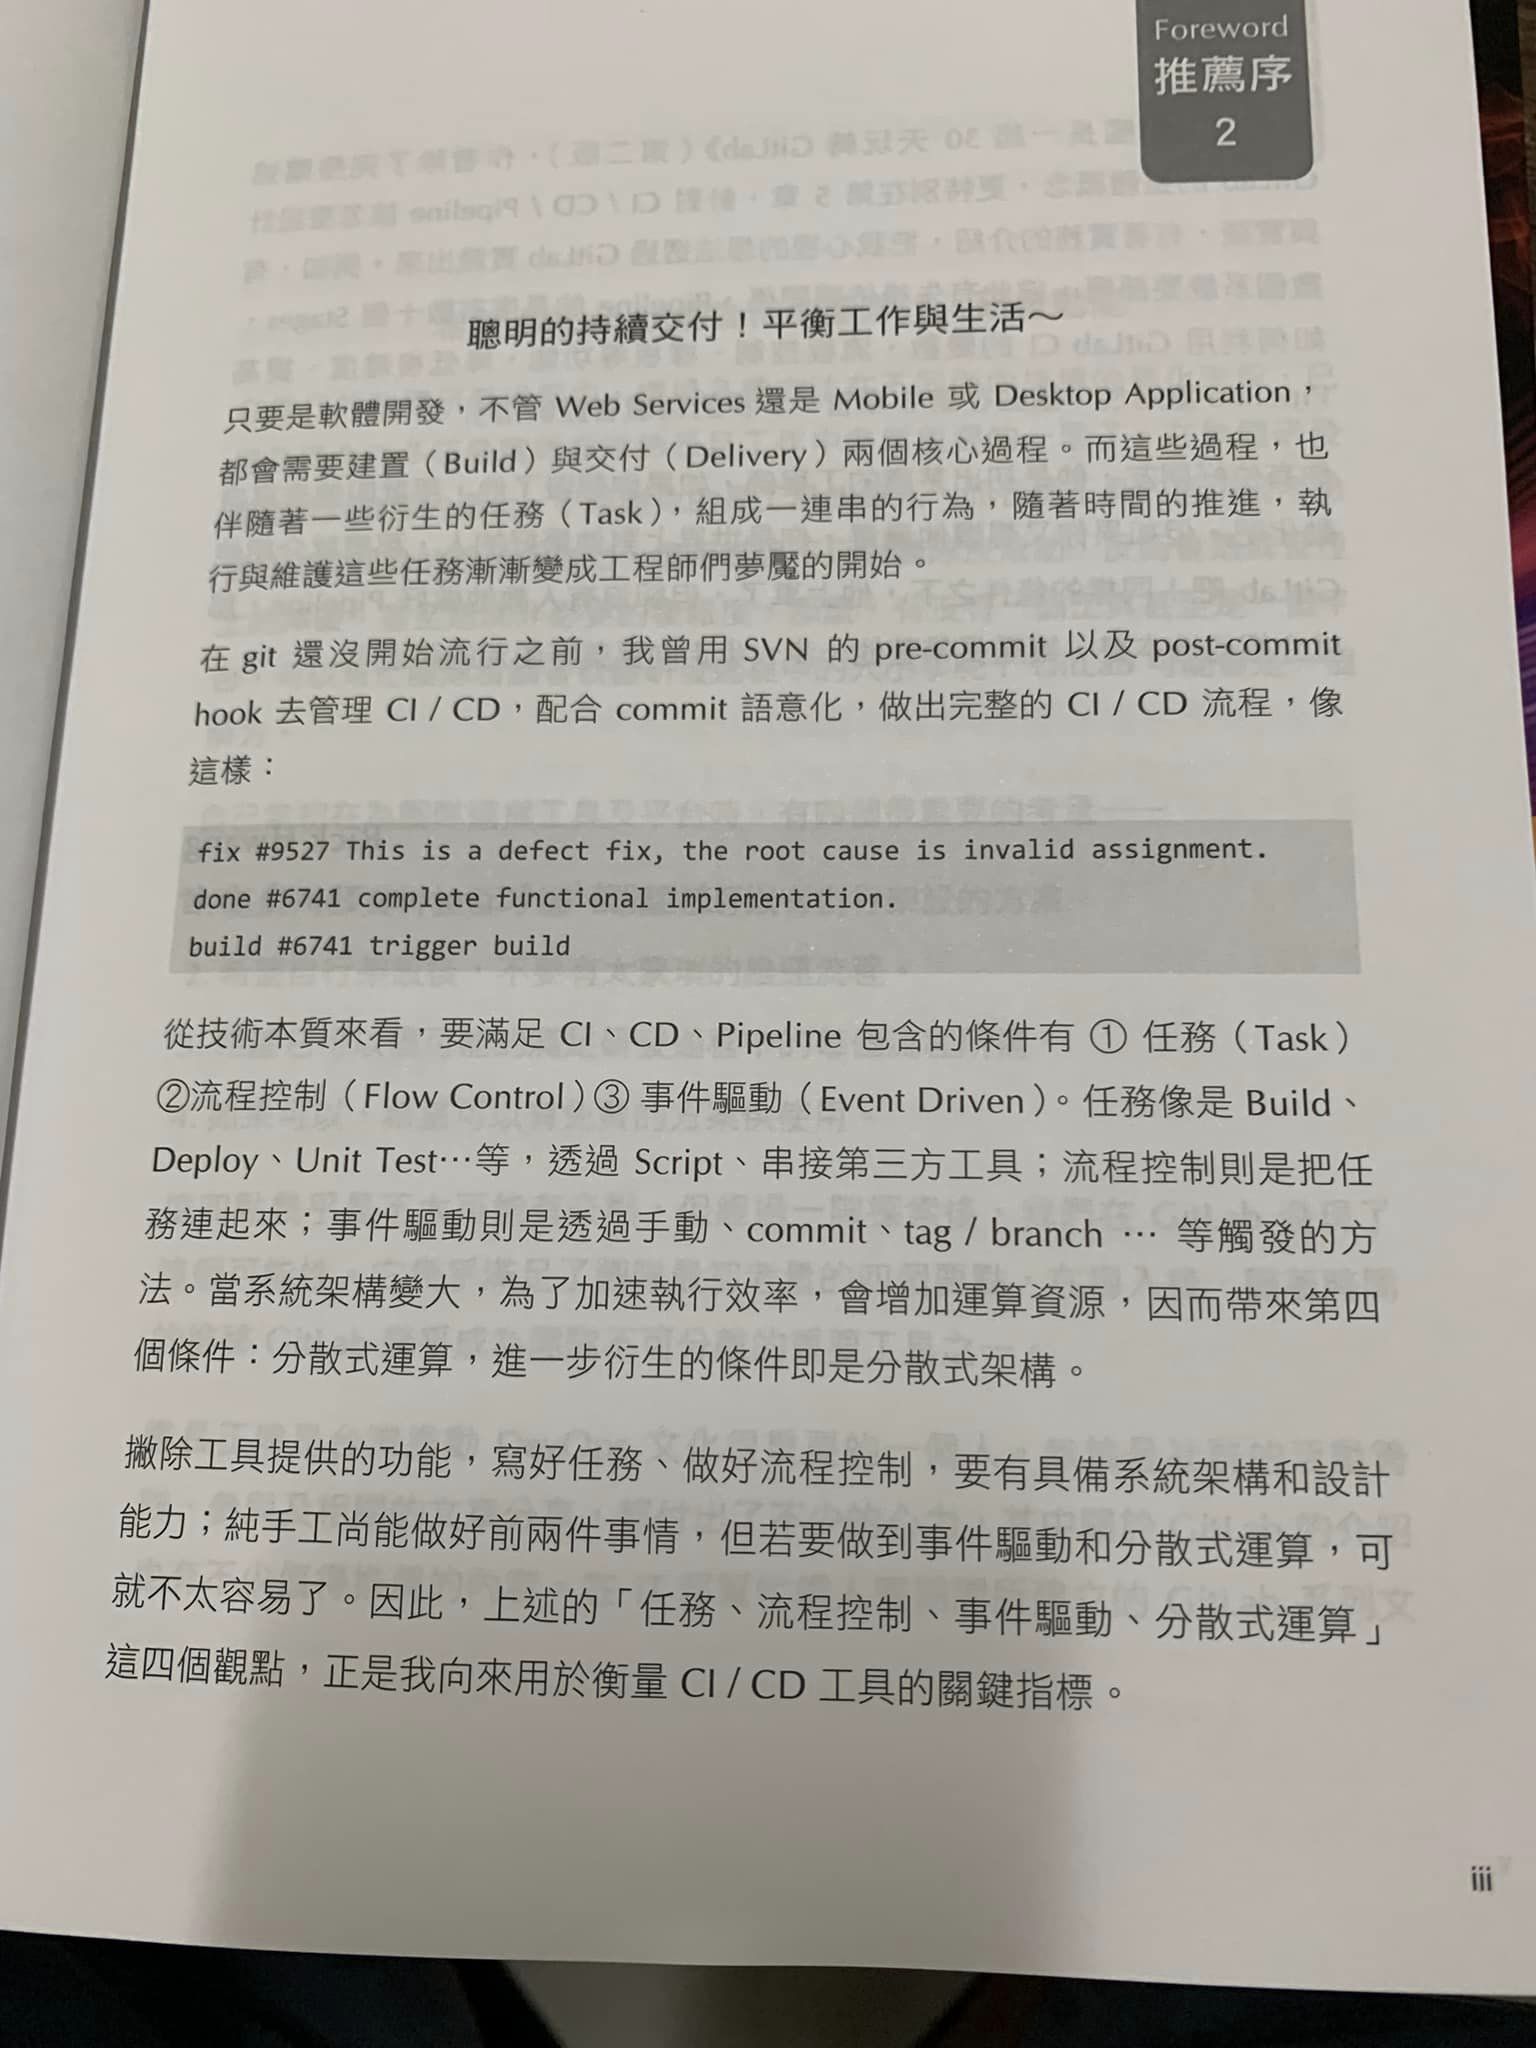 Foreword
推薦序
2
聰明的持續交付！平衡工作與生活～
只要是軟體開發，不管 Web Services 還是 Mobile 或 Desktop Application，
都會需要建置（Build）與交付（Delivery）兩個核心過程。而這些過程，也
伴隨著一些衍生的任務（Task），組成一連串的行為，隨著時間的推進，執
行與維護這些任務漸漸變成工程師們夢魘的開始。
在 git 還沒開始流行之前，我曾用 SVN 的 pre-commit 以及 post-commit
hook 去管理 CI / CD，配合 commit 語意化，做出完整的 CI / CD 流程，像
這樣：
fix #9527 This is a defect fix, the root cause is invalid assignment.
done #6741 complete functional implementation.
build #6741 trigger build
從技術本質來看，要滿足 CI、CD、Pipeline 包含的條件有 ① 任務（Task）
②流程控制（Flow Control）③ 事件驅動（Event Driven）。任務像是 Build、
Deploy、Unit Test⋯等，透過 Script、串接第三方工具；流程控制則是把任
務連起來；事件驅動則是透過手動、commit、tag / branch ⋯ 等觸發的方
法。當系統架構變大，為了加速執行效率，會增加運算資源，因而帶來第四
個條件：分散式運算，進一步衍生的條件即是分散式架構。
撇除工具提供的功能，寫好任務、做好流程控制，要有具備系統架構和設計
能力；純手工尚能做好前兩件事情，但若要做到事件驅動和分散式運算，可
就不太容易了。因此，上述的「任務、流程控制、事件驅動、分散式運算」
這四個觀點，正是我向來用於衡量 CI / CD 工具的關鍵指標。
iii